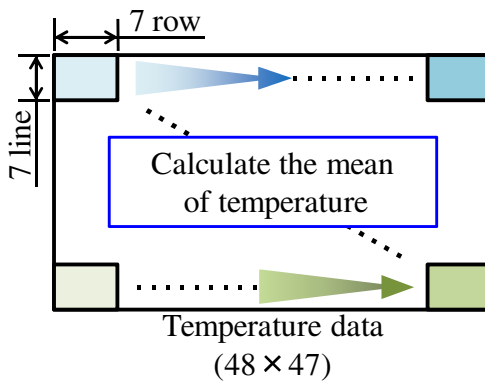 7 row
7 line
Calculate the mean
of temperature
Temperature data
(48×47)